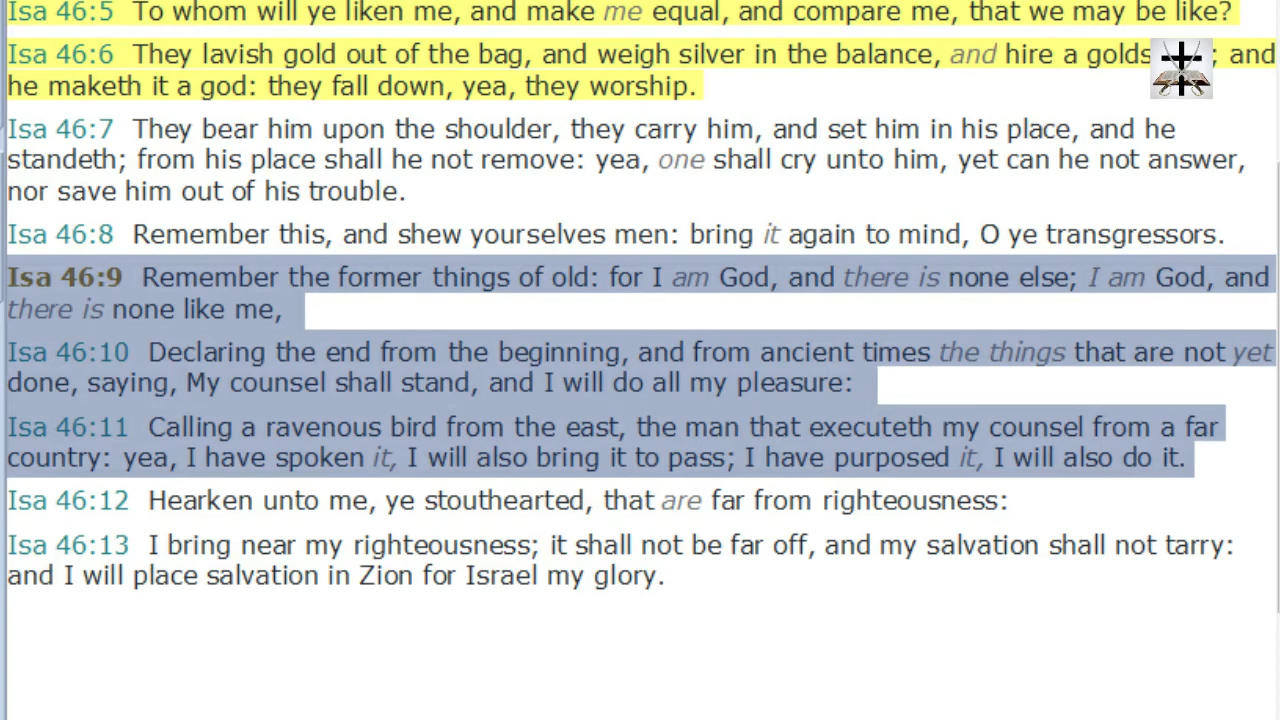 Isa 46:5 To whom will ye liken me, and make me equal, and compare me, that we may be like?
Isa 46:6 They lavish gold out of the bag, and weigh silver in the balance, and hire a golds ; and
he maketh it a god: they fall down, yea, they worship.
Isa 46:7 They bear him upon the shoulder, they carry him, and set him in his place, and he
standeth; from his place shall he not remove: yea, one shall cry unto him, yet can he not answer,
nor save him out of his trouble.
Isa 46:8 Remember this, and shew yourselves men: bring it again to mind, O ye transgressors.
Isa 46:9 Remember the former things of old: for I am God, and there is none else; I am God, and
there is none like me,
Isa 46:10 Declaring the end from the beginning, and from ancient times the things that are not yet
done, saying, My counsel shall stand, and I will do all my pleasure:
Isa 46:11 Calling a ravenous bird from the east, the man that executeth my counsel from a far
country: yea, I have spoken it, I will also bring it to pass; I have purposed it, I will also do it.
Isa 46:12 Hearken unto me, ye stouthearted, that are far from righteousness:
Isa 46:13 I bring near my righteousness; it shall not be far off, and my salvation shall not tarry:
and I will place salvation in Zion for Israel my glory.